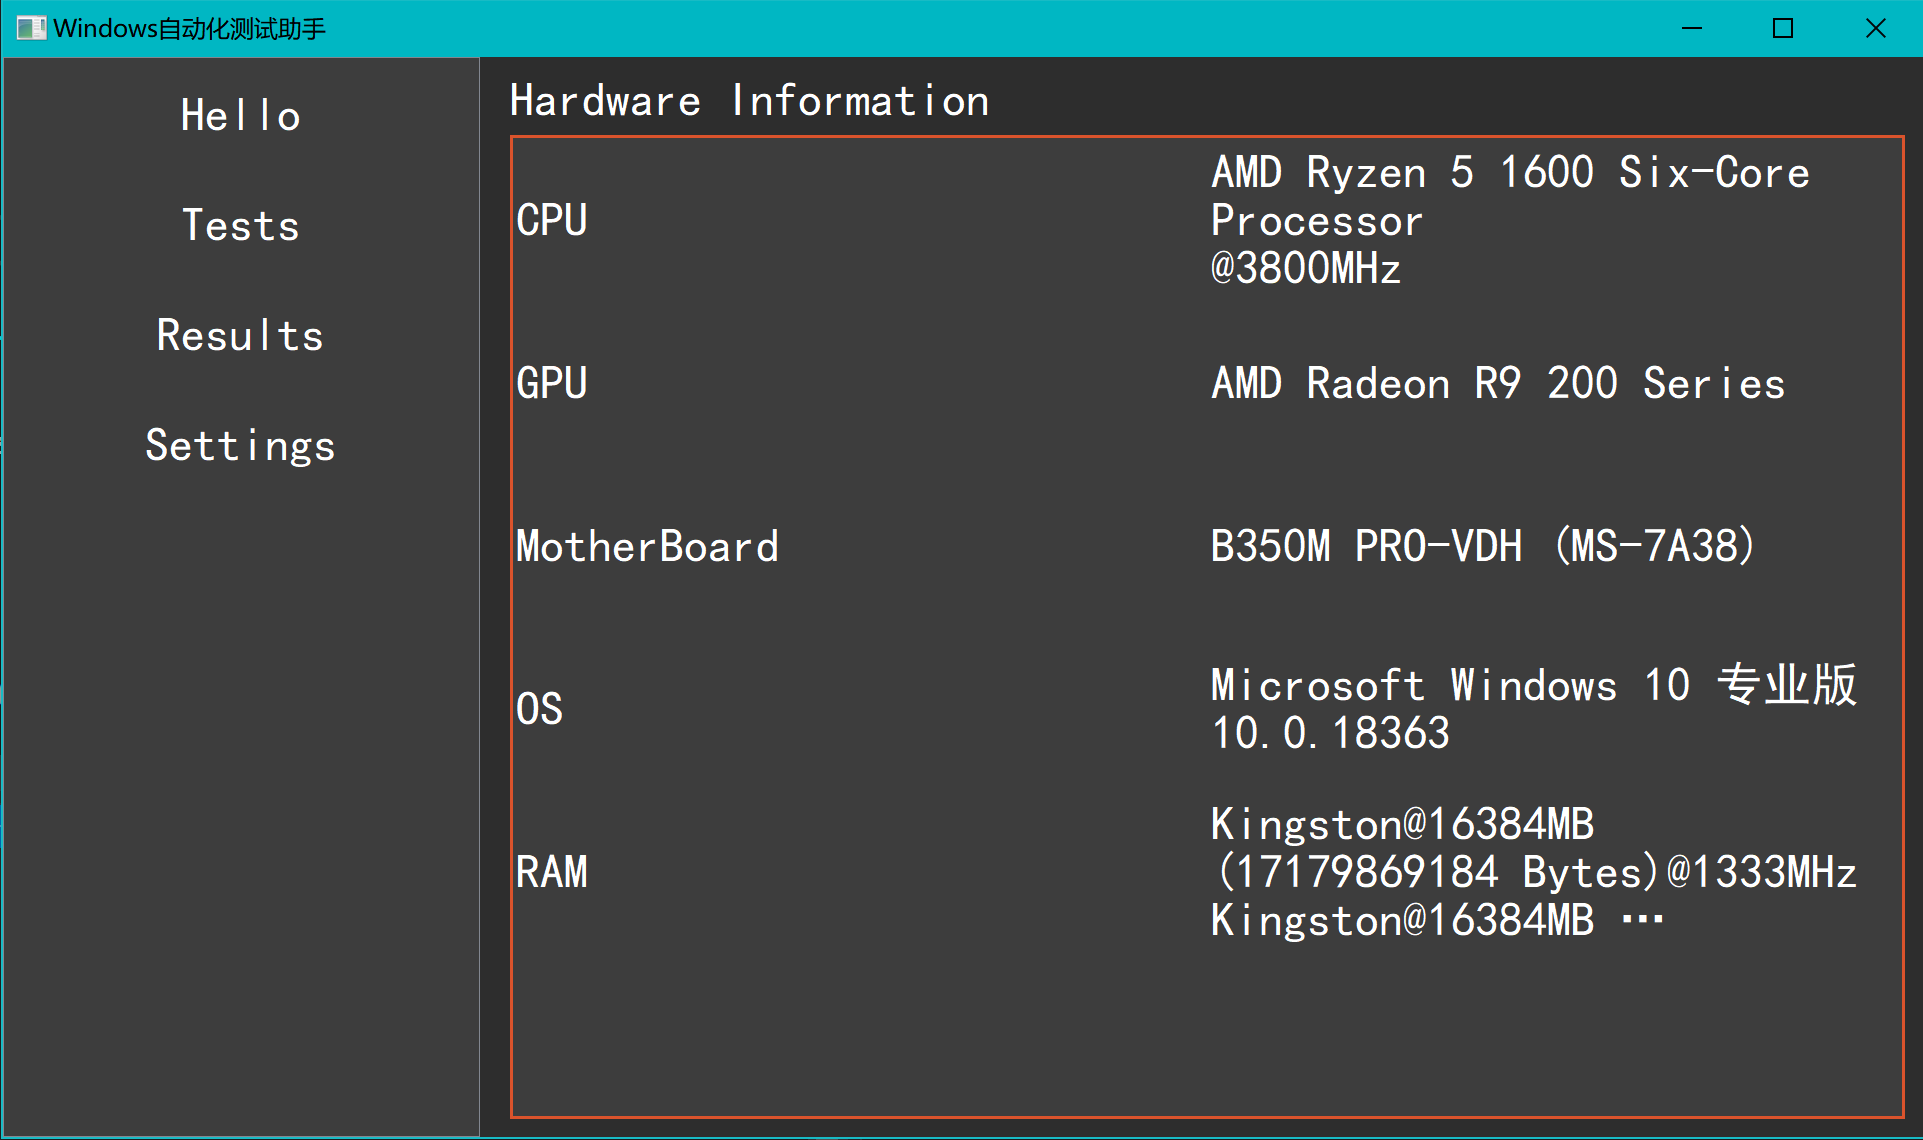 Windows自动化测试助手
Hello
Tests
Results
Settings
Hardware Information
CPU
AMD Ryzen 5 1600 Six-Core
Processor
@3800MHz
GPU
AMD Radeon R9 200 Series
MotherBoard
B350M PRO-VDH (MS-7A38)
OS
Microsoft Windows 10 专业版
10.0.18363
RAM
Kingston@16384MB
(17179869184 Bytes)@1333MHz
Kingston@16384MB …